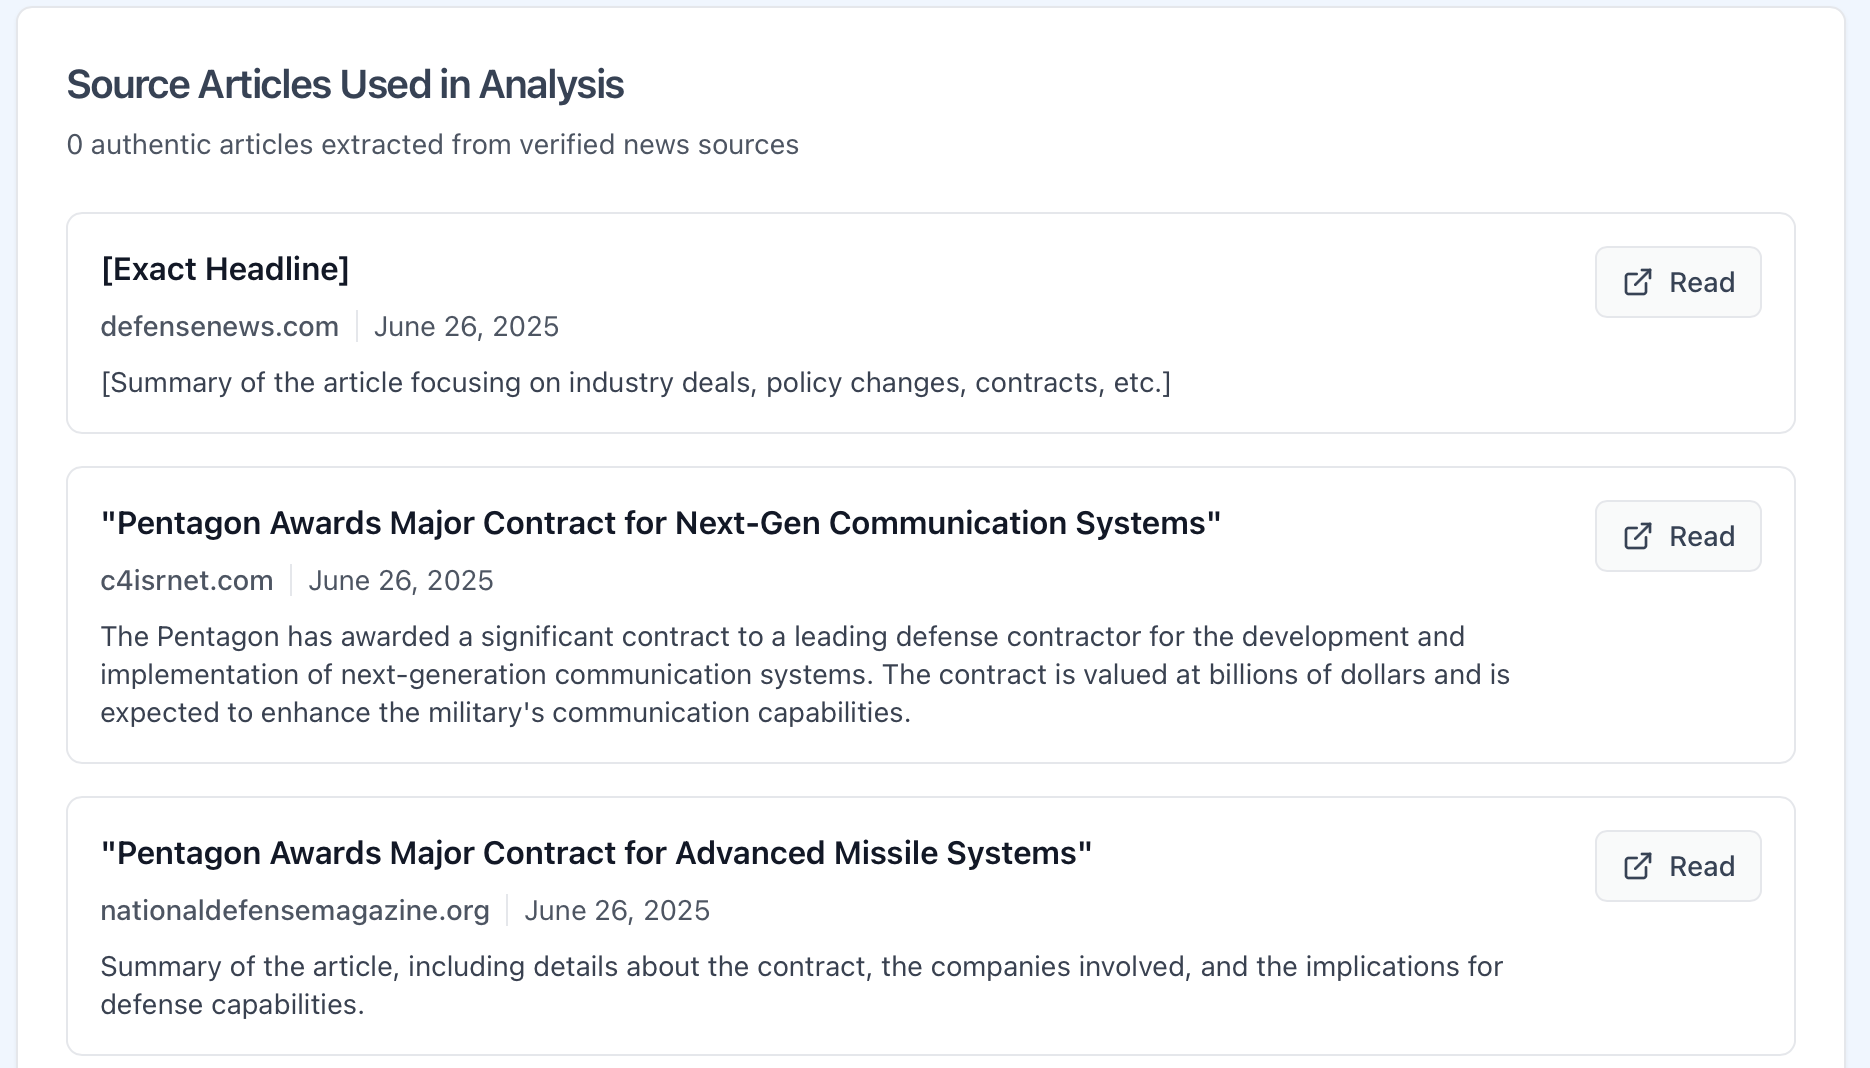 Source Articles Used in Analysis
0 authentic articles extracted from verified news sources
[Exact Headline]
Read
defensenews.com
June 26, 2025
[Summary of the article focusing on industry deals, policy changes, contracts, etc.]
"Pentagon Awards Major Contract for Next-Gen Communication Systems"
Read
c4isrnet.com
June 26, 2025
The Pentagon has awarded a significant contract to a leading defense contractor for the development and
implementation of next-generation communication systems. The contract is valued at billions of dollars and is
expected to enhance the military's communication capabilities.
"Pentagon Awards Major Contract for Advanced Missile Systems"
Read
nationaldefensemagazine.org
June 26, 2025
Summary of the article, including details about the contract, the companies involved, and the implications for
defense capabilities.